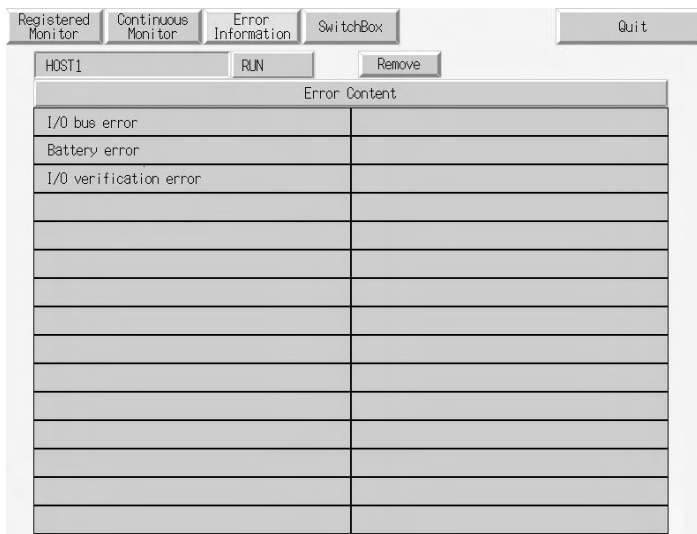 Registered Monitor
Continuous Monitor
Error Information
SwitchBox
Quit
HOST1
RUN
Remove
Error Content
I/O bus error
Battery error
I/O verification error